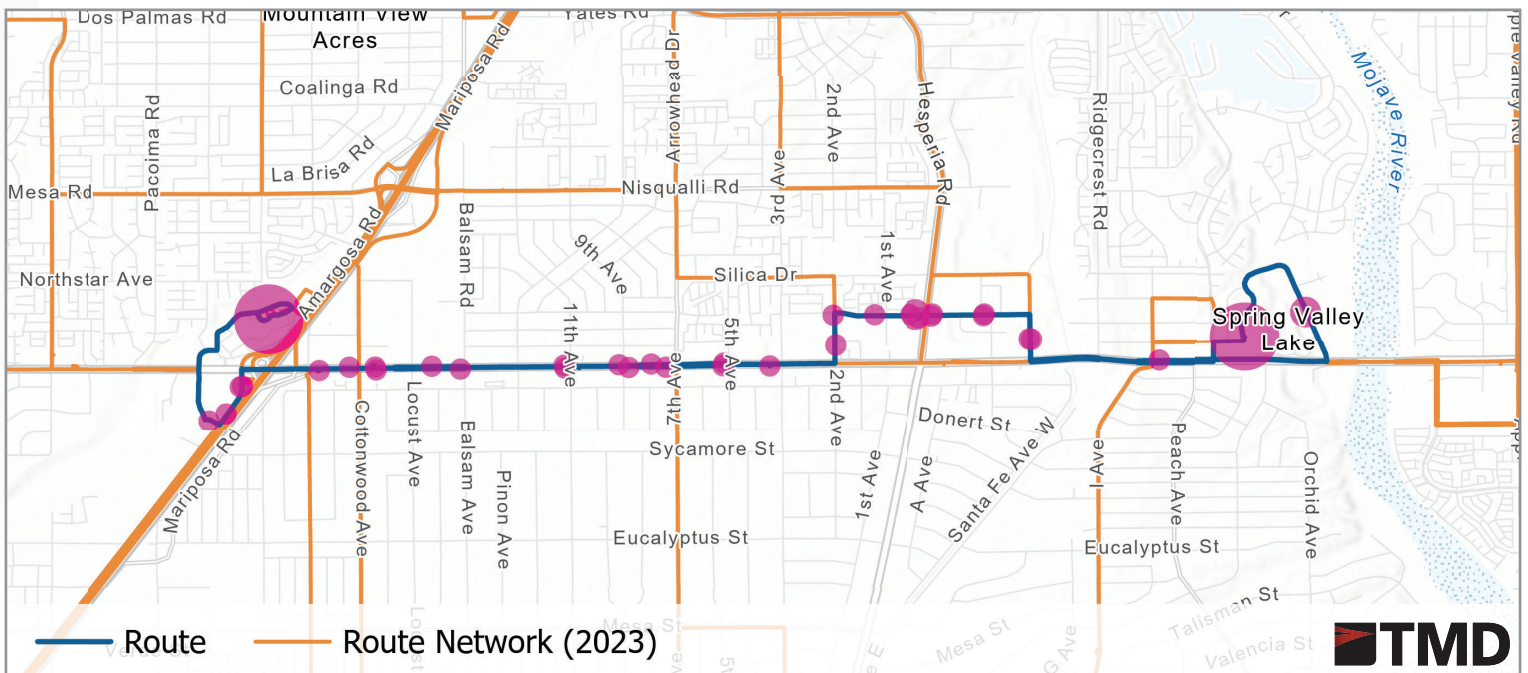 Dos Palmas Rd
Mountain View
Acres
Yates Rd
Coalinga Rd
Mariposa Rd
Arrowhead Dr
2nd Ave
Hesperia Rd
Ridgecrest Rd
Mojave River
Pacoima Rd
La Brisa Rd
Mesa Rd
Nisqualli Rd
3rd Ave
Amargosa Rd
Balsam Rd
9th Ave
1st Ave
Northstar Ave
Silica Dr
11th Ave
5th Ave
Spring Valley
Lake
7th Ave
2nd Ave
Locust Ave
Cottonwood Ave
Balsam Ave
Pinon Ave
Sycamore St
Donert St
Santa Fe Ave W
1st Ave
A Ave
I Ave
Peach Ave
Orchid Ave
Mariposa Rd
Eucalyptus St
Eucalyptus St
Talisman St
Mesa St
Mesa St
G Ave
Valencia St
Route
Route Network (2023)
TMD